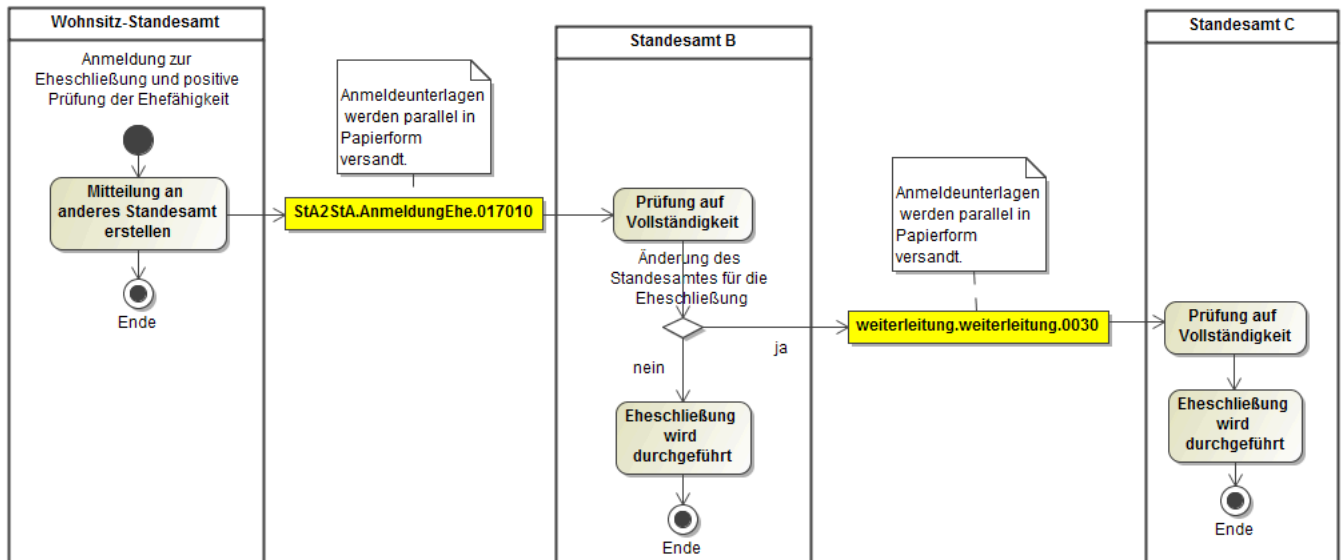 Wohnsitz-Standesamt
Anmeldung zur
Eheschließung und positive
Prüfung der Ehefähigkeit
Mitteilung an
anderes Standesamt
erstellen
Ende
Anmeldeunterlagen
werden parallel in
Papierform
versandt.
StA2StA.AnmeldungEhe.017010
Standesamt B
Prüfung auf
Vollständigkeit
Änderung des
Standesamtes für die
Eheschließung
ja
nein
Eheschließung
wird
durchgeführt
Ende
Anmeldeunterlagen
werden parallel in
Papierform
versandt.
weiterleitung.weiterleitung.0030
Standesamt C
Prüfung auf
Vollständigkeit
Eheschließung
wird
durchgeführt
Ende